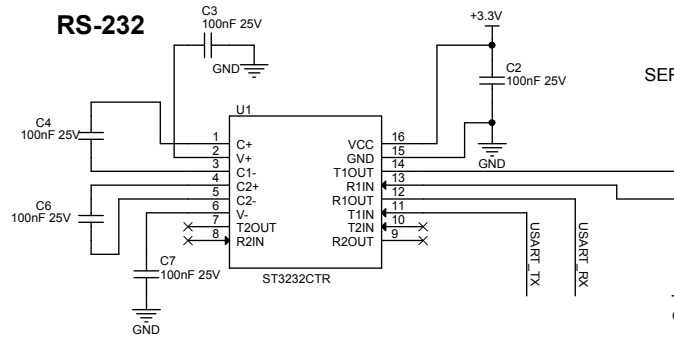 RS-232
C3
100nF 25V
GND
+3.3V
C2
100nF 25V
GND
C4
100nF 25V
C6
100nF 25V
C7
100nF 25V
GND
U1
1 C+ VCC 16
2 V+ GND 15
3 C1- T1OUT 14
4 C2+ R1IN 13
5 C2- R1OUT 12
6 V- T1IN 11
7 T2OUT T2IN 10
8 R2IN R2OUT 9
ST3232CTR
USART_TX
USART_RX